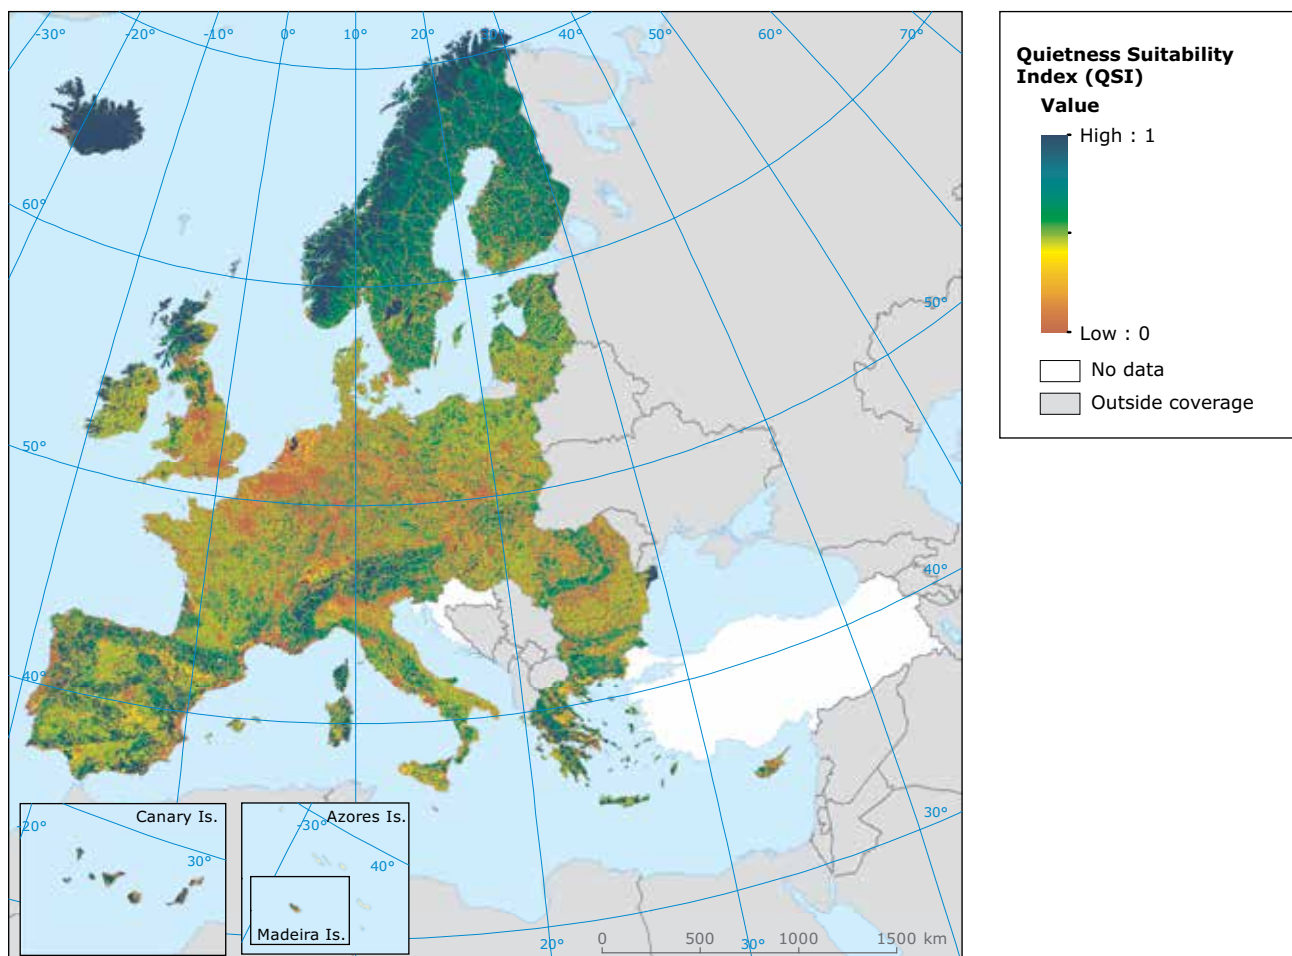 -30°
-20°
-10°
0°
10°
20°
30°
40°
50°
60°
70°
60°
50°
50°
40°
40°
30°
Canary Is.
-20°
30°
Azores Is.
-30°
40°
Madeira Is.
20°
30°
0 500 1000 1500 km
Quietness Suitability
Index (QSI)
Value
High : 1
Low : 0
No data
Outside coverage